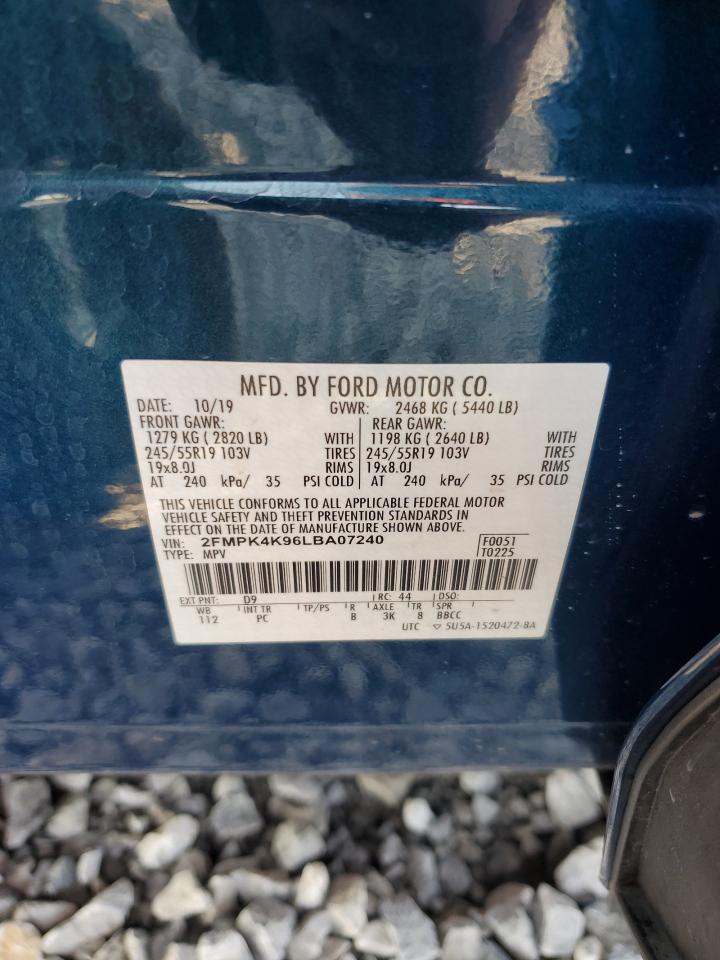 MFD. BY FORD MOTOR CO.
DATE: 10/19 GVWR: 2468 KG ( 5440 LB)
FRONT GAWR: REAR GAWR:
1279 KG ( 2820 LB) WITH 1198 KG ( 2640 LB) WITH
245/55R19 103V TIRES 245/55R19 103V TIRES
19x8.0J RIMS 19x8.0J RIMS
AT 240 kPa/ 35 PSI COLD AT 240 kPa/ 35 PSI COLD
THIS VEHICLE CONFORMS TO ALL APPLICABLE FEDERAL MOTOR
VEHICLE SAFETY AND THEFT PREVENTION STANDARDS IN
EFFECT ON THE DATE OF MANUFACTURE SHOWN ABOVE.
VIN: 2FMPK4K96LBA07240 F0051
TYPE: MPV T0225
EXT PNT: D9 RC: 44 DSO:
WB INT TR TP/PS R AXLE TR SPR
112 PC B 3K 8 BBCC
UTC ▽ 5U5A-1520472-BA